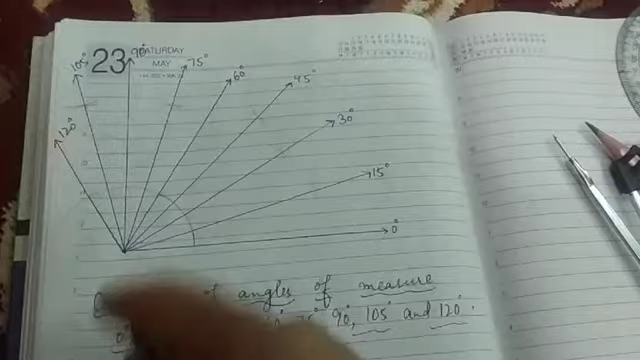 23 SATURDAY
MAY
105°
90°
75°
60°
45°
120°
30°
15°
0°
of angles of measure
90°, 105° and 120°.